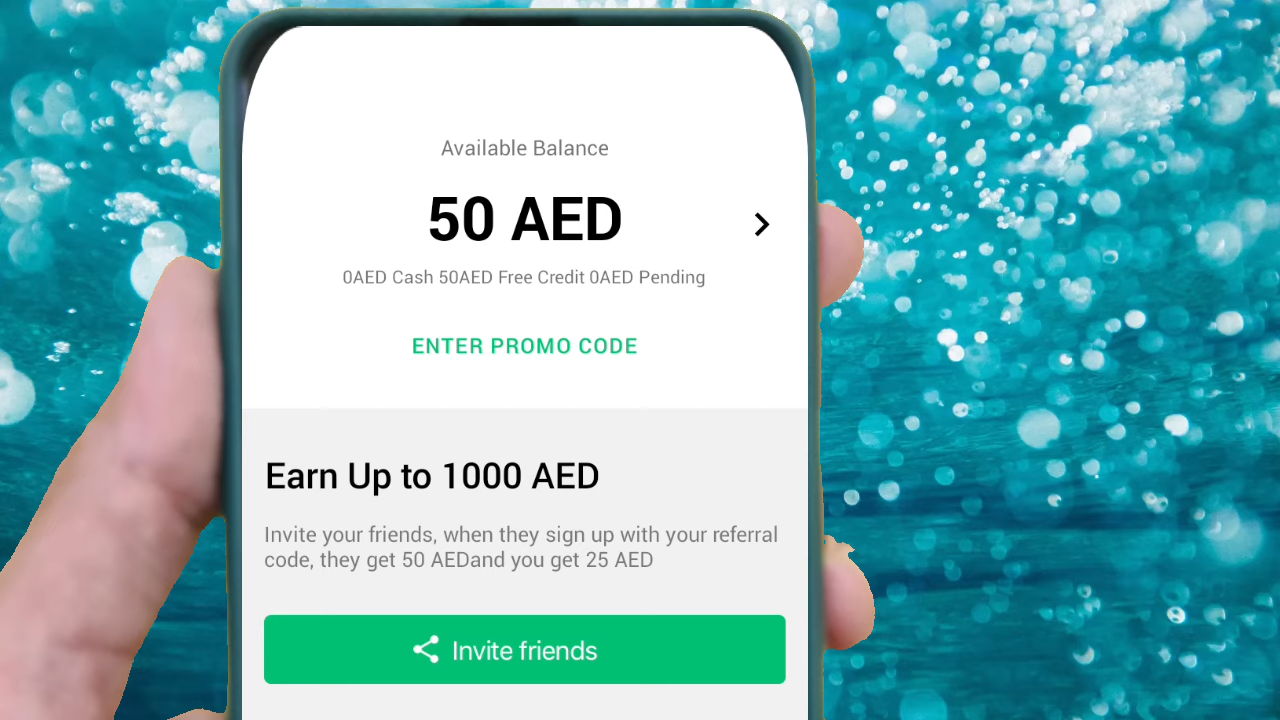 Available Balance
50 AED
0AED Cash 50AED Free Credit 0AED Pending
ENTER PROMO CODE
Earn Up to 1000 AED
Invite your friends, when they sign up with your referral
code, they get 50 AEDand you get 25 AED
Invite friends